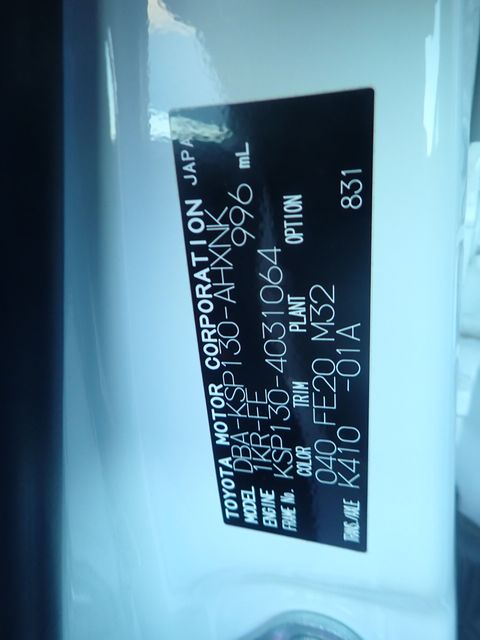 TOYOTA MOTOR CORPORATION JAPAN
MODEL DBA-KSP130-AHXNK
ENGINE 1KR-FE 996 mL
FRAME No. KSP130-4031064
COLOR TRIM PLANT OPTION
040 FE20 M32
TRANS/AXLE K410 -01A 831